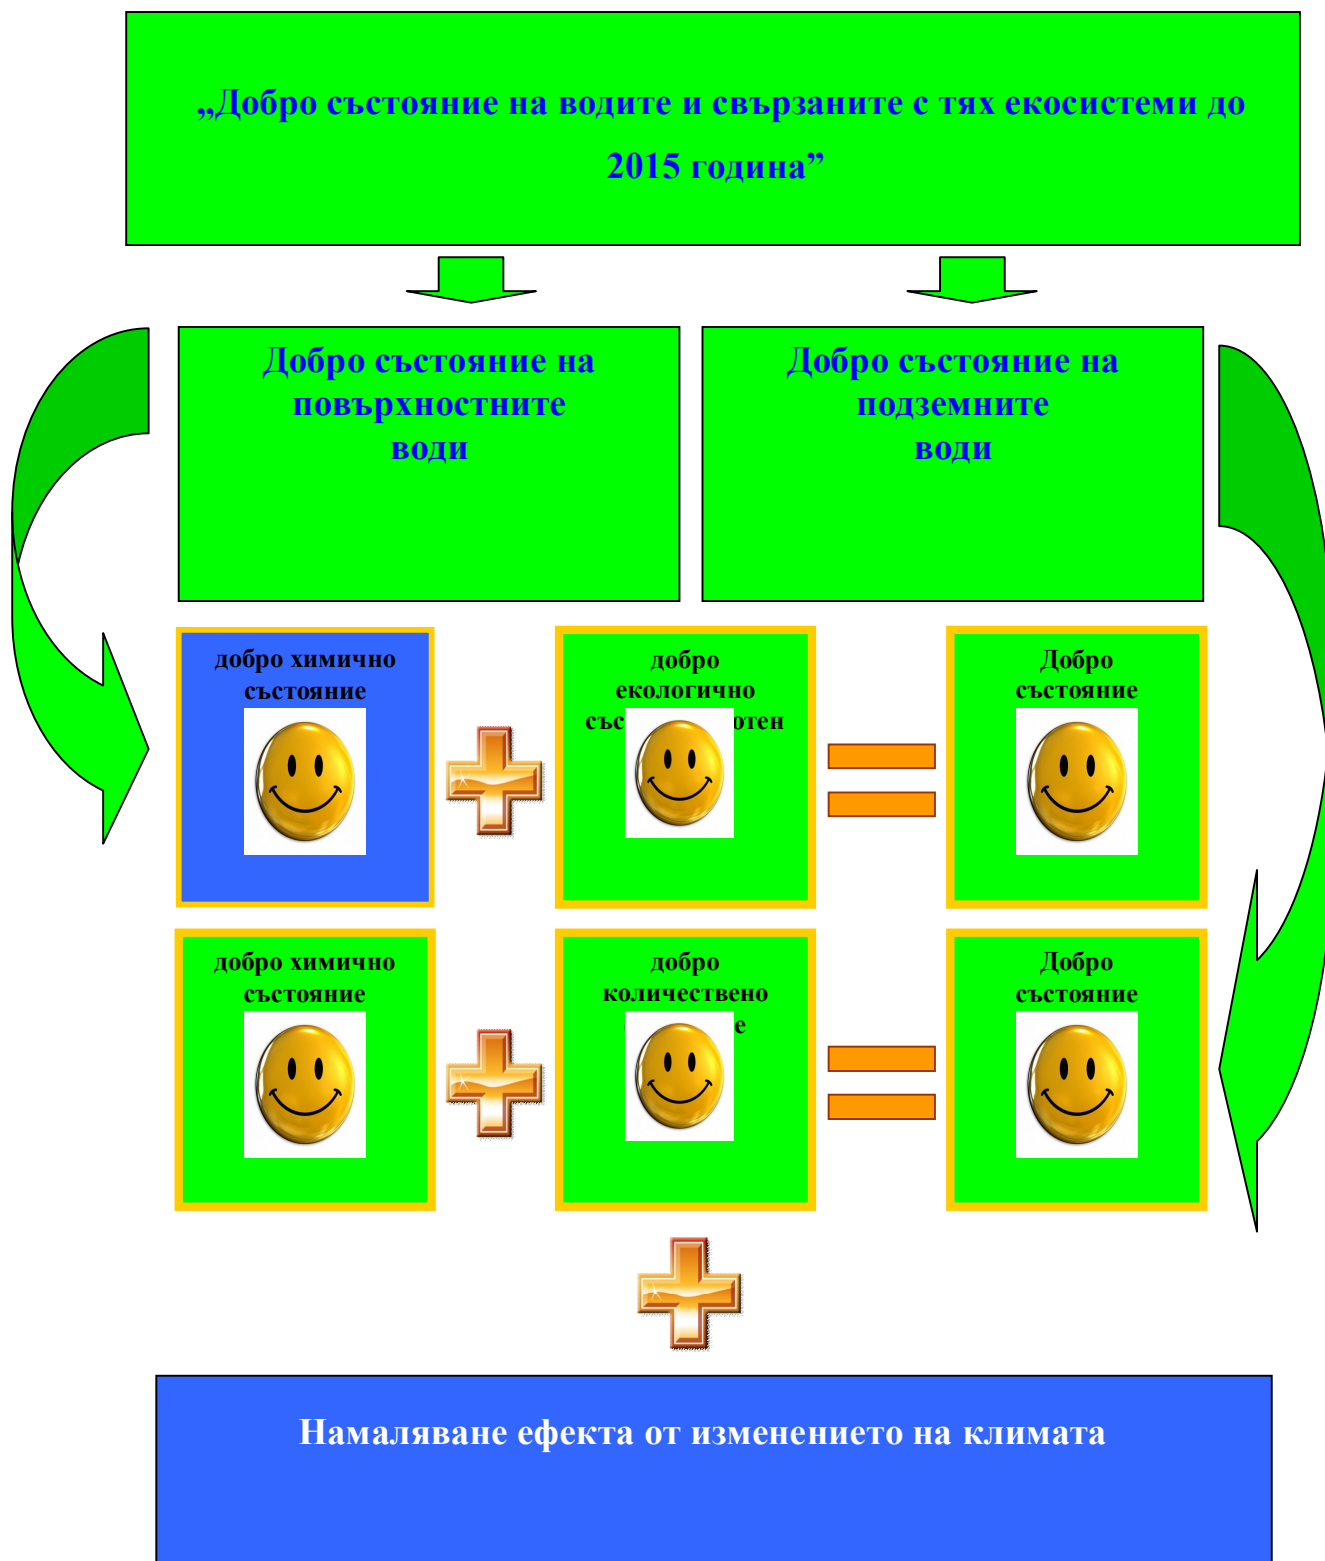 „Добро състояние на водите и свързаните с тях екосистеми до
2015 година”
Добро състояние на
повърхностните
води
Добро състояние на
подземните
води
добро химично
състояние
добро
екологично
Добро
състояние
добро химично
състояние
добро
количествено
Добро
състояние
Намаляване ефекта от изменението на климата